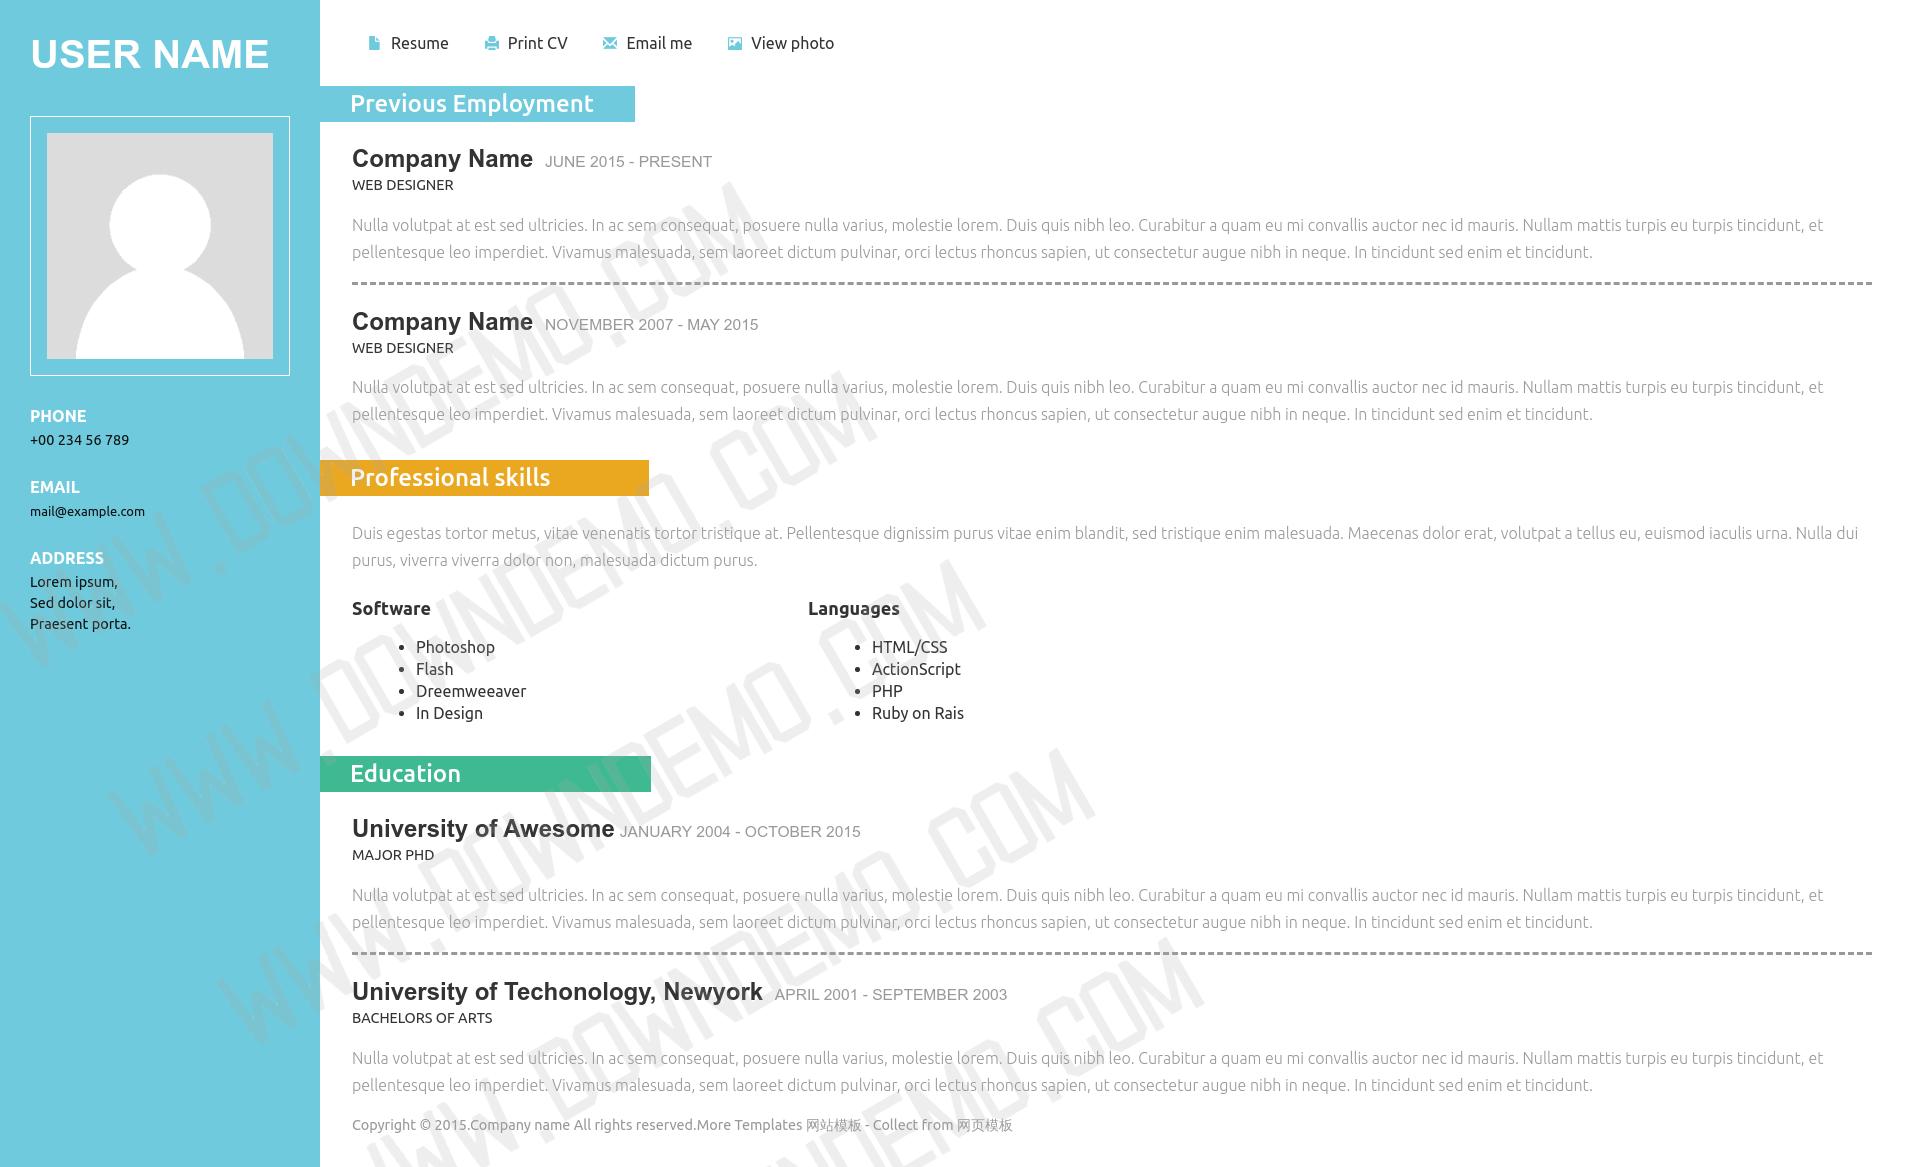 USER NAME
Resume Print CV Email me View photo
PHONE
+00 234 56 789
EMAIL
mail@example.com
ADDRESS
Lorem ipsum,
Sed dolor sit,
Praesent porta.
Previous Employment
Company Name JUNE 2015 - PRESENT
WEB DESIGNER
Nulla volutpat at est sed ultricies. In ac sem consequat, posuere nulla varius, molestie lorem. Duis quis nibh leo. Curabitur a quam eu mi convallis auctor nec id mauris. Nullam mattis turpis eu turpis tincidunt, et
pellentesque leo imperdiet. Vivamus malesuada, sem laoreet dictum pulvinar, orci lectus rhoncus sapien, ut consectetur augue nibh in neque. In tincidunt sed enim et tincidunt.
Company Name NOVEMBER 2007 - MAY 2015
WEB DESIGNER
Nulla volutpat at est sed ultricies. In ac sem consequat, posuere nulla varius, molestie lorem. Duis quis nibh leo. Curabitur a quam eu mi convallis auctor nec id mauris. Nullam mattis turpis eu turpis tincidunt, et
pellentesque leo imperdiet. Vivamus malesuada, sem laoreet dictum pulvinar, orci lectus rhoncus sapien, ut consectetur augue nibh in neque. In tincidunt sed enim et tincidunt.
Professional skills
Duis egestas tortor metus, vitae venenatis tortor tristique at. Pellentesque dignissim purus vitae enim blandit, sed tristique enim malesuada. Maecenas dolor erat, volutpat a tellus eu, euismod iaculis urna. Nulla dui
purus, viverra viverra dolor non, malesuada dictum purus.
Software
Photoshop
Flash
Dreemweeaver
In Design
Languages
HTML/CSS
ActionScript
PHP
Ruby on Rais
Education
University of Awesome JANUARY 2004 - OCTOBER 2015
MAJOR PHD
Nulla volutpat at est sed ultricies. In ac sem consequat, posuere nulla varius, molestie lorem. Duis quis nibh leo. Curabitur a quam eu mi convallis auctor nec id mauris. Nullam mattis turpis eu turpis tincidunt, et
pellentesque leo imperdiet. Vivamus malesuada, sem laoreet dictum pulvinar, orci lectus rhoncus sapien, ut consectetur augue nibh in neque. In tincidunt sed enim et tincidunt.
University of Techonology, Newyork APRIL 2001 - SEPTEMBER 2003
BACHELORS OF ARTS
Nulla volutpat at est sed ultricies. In ac sem consequat, posuere nulla varius, molestie lorem. Duis quis nibh leo. Curabitur a quam eu mi convallis auctor nec id mauris. Nullam mattis turpis eu turpis tincidunt, et
pellentesque leo imperdiet. Vivamus malesuada, sem laoreet dictum pulvinar, orci lectus rhoncus sapien, ut consectetur augue nibh in neque. In tincidunt sed enim et tincidunt.
Copyright © 2015.Company name All rights reserved.More Templates 网站模板 - Collect from 网页模板
WWW.DOWNDEMO.COM
WWW.DOWNDEMO.COM
WWW.DOWNDEMO.COM
WWW.DOWNDEMO.COM
WNDEMO.COM